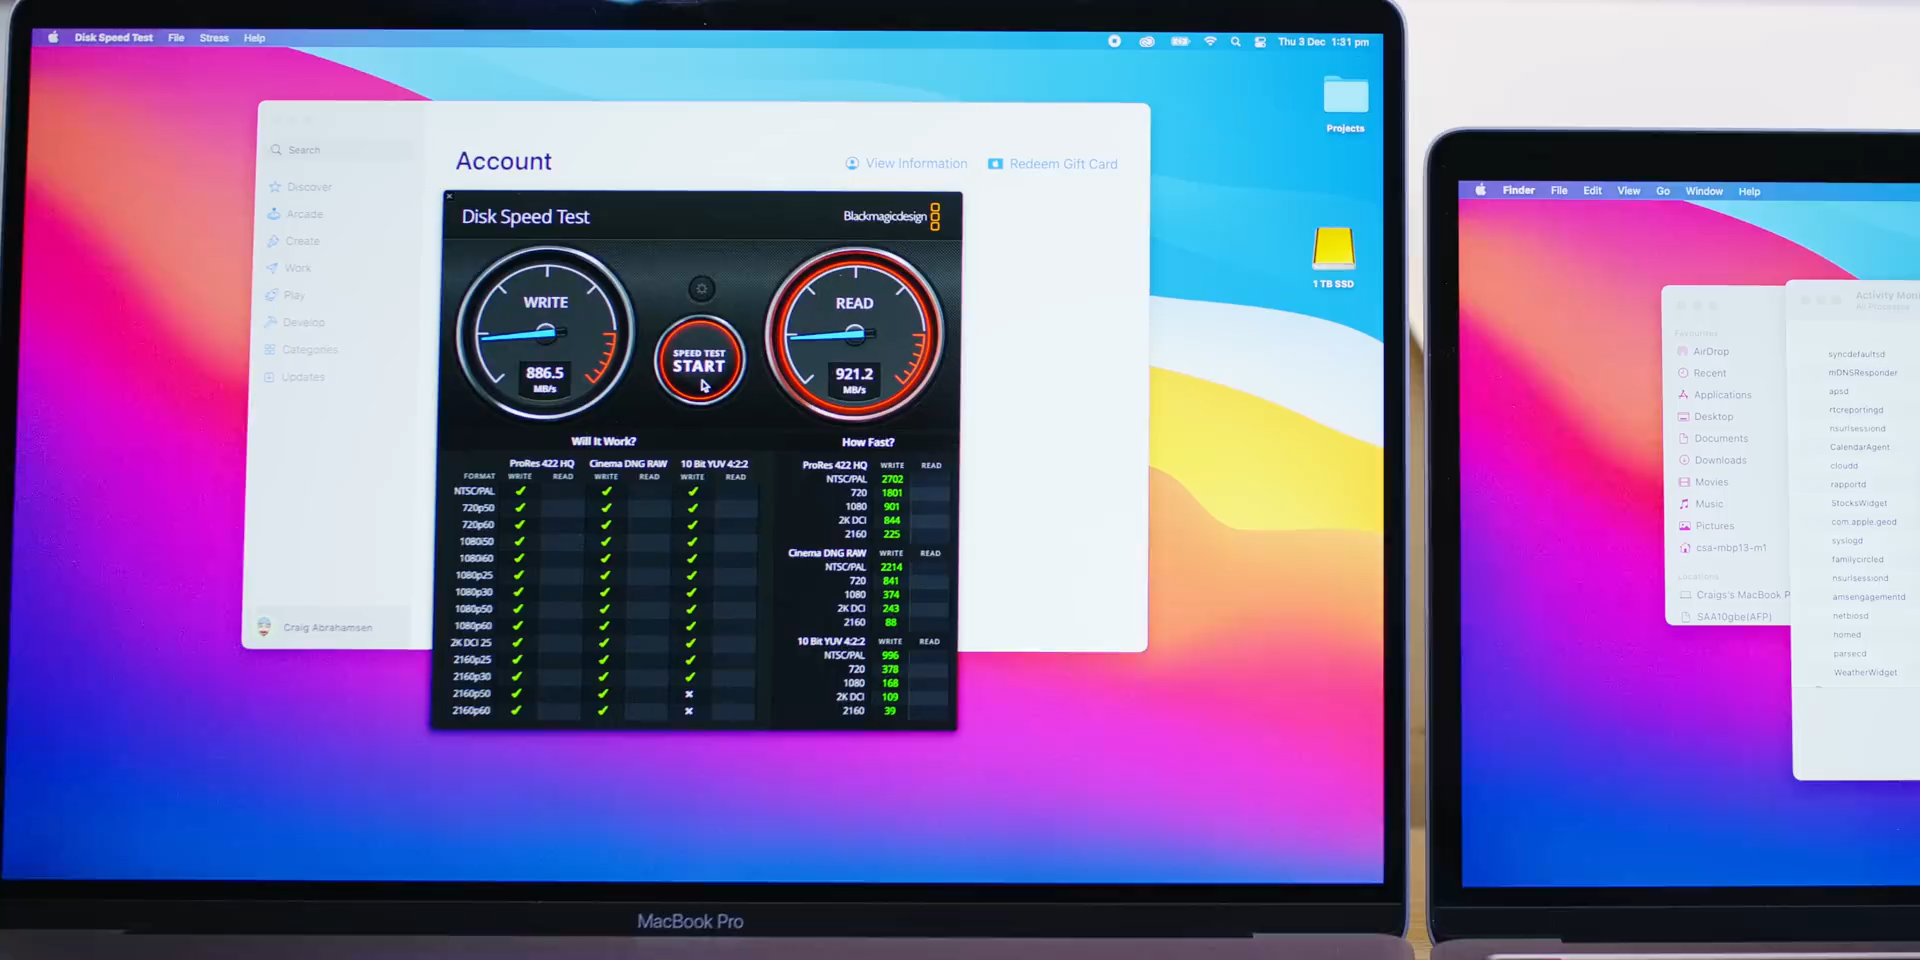 Disk Speed Test File Stress Help
Thu 3 Dec 1:31 pm
Projects
1 TB SSD
Search
Discover
Arcade
Create
Work
Play
Develop
Categories
Updates
Craig Abrahamsen
Account
View Information
Redeem Gift Card
Disk Speed Test
Blackmagicdesign
WRITE
886.5
MB/s
SPEED TEST
START
READ
921.2
MB/s
Will It Work?
ProRes 422 HQ Cinema DNG RAW 10 Bit YUV 4:2:2
FORMAT WRITE READ WRITE READ WRITE READ
NTSC/PAL ✓ ✓ ✓
720p50 ✓ ✓ ✓
720p60 ✓ ✓ ✓
1080i50 ✓ ✓ ✓
1080i60 ✓ ✓ ✓
1080p25 ✓ ✓ ✓
1080p30 ✓ ✓ ✓
1080p50 ✓ ✓ ✓
1080p60 ✓ ✓ ✓
2K DCI 25 ✓ ✓ ✓
2160p25 ✓ ✓ ✓
2160p30 ✓ ✓ ✓
2160p50 ✓ ✓ ×
2160p60 ✓ ✓ ×
How Fast?
ProRes 422 HQ WRITE READ
NTSC/PAL 2702
720 1801
1080 901
2K DCI 844
2160 225
Cinema DNG RAW WRITE READ
NTSC/PAL 2214
720 841
1080 374
2K DCI 243
2160 88
10 Bit YUV 4:2:2 WRITE READ
NTSC/PAL 996
720 378
1080 168
2K DCI 109
2160 39
MacBook Pro
Finder File Edit View Go Window Help
Favourites
AirDrop
Recent
Applications
Desktop
Documents
Downloads
Movies
Music
Pictures
csa-mbp13-m1
Locations
Craigs's MacBook P
SAA10gbe(AFP)
Activity Moni
syncdefaultsd
mDNSResponder
apsd
rtcreportingd
nsurlsessiond
CalendarAgent
cloudd
rapportd
StocksWidget
com.apple.geod
syslogd
familycircled
nsurlsessiond
amsengagementd
netbiosd
homed
parsecd
WeatherWidget